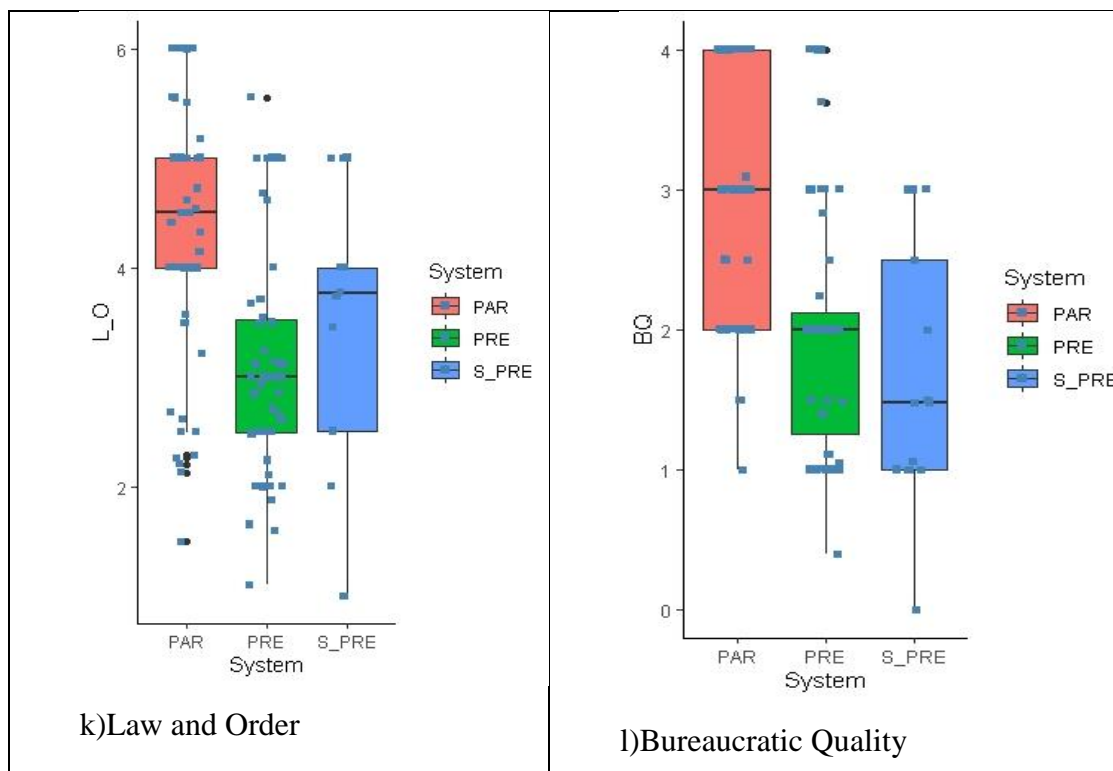 6
4
2
L_O
PAR
PRE
S_PRE
System
System
PAR
PRE
S_PRE
k)Law and Order
4
3
2
1
0
BQ
PAR
PRE
S_PRE
System
System
PAR
PRE
S_PRE
l)Bureaucratic Quality